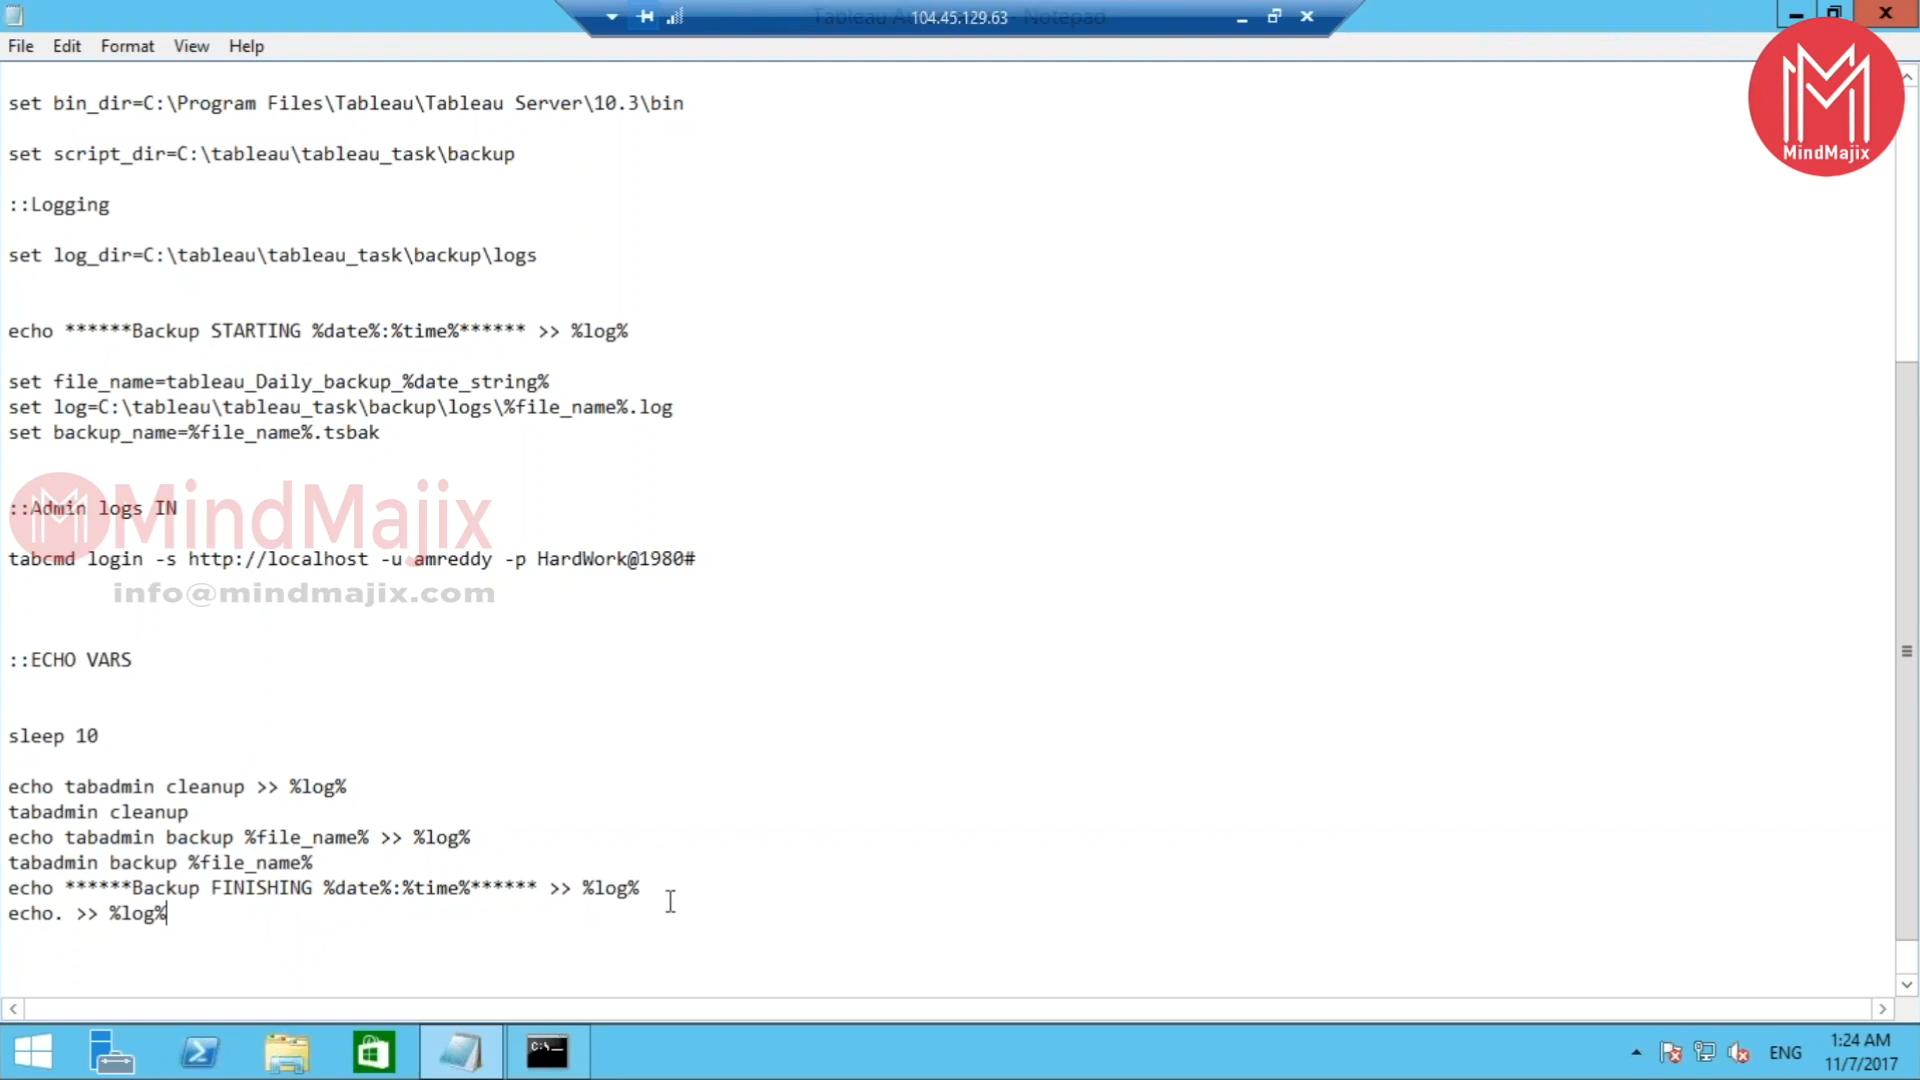 Tableau A - Notepad
104.45.129.63
File Edit Format View Help
set bin_dir=C:\Program Files\Tableau\Tableau Server\10.3\bin
set script_dir=C:\tableau\tableau_task\backup
::Logging
set log_dir=C:\tableau\tableau_task\backup\logs
echo ******Backup STARTING %date%:%time%****** >> %log%
set file_name=tableau_Daily_backup_%date_string%
set log=C:\tableau\tableau_task\backup\logs\%file_name%.log
set backup_name=%file_name%.tsbak
::Admin logs IN
tabcmd login -s http://localhost -u amreddy -p HardWork@1980#
::ECHO VARS
sleep 10
echo tabadmin cleanup >> %log%
tabadmin cleanup
echo tabadmin backup %file_name% >> %log%
tabadmin backup %file_name%
echo ******Backup FINISHING %date%:%time%****** >> %log%
echo. >> %log%
MindMajix
MindMajix
info@mindmajix.com
ENG
1:24 AM
11/7/2017